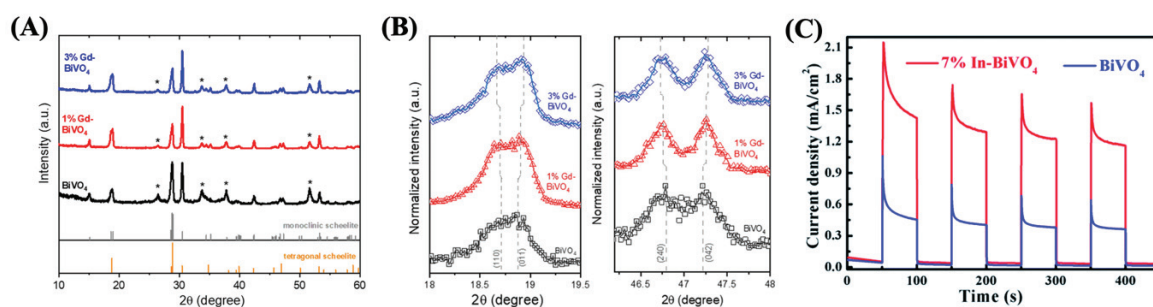 (A)
Intensity (a.u.)
3% Gd-
BiVO4
1% Gd-
BiVO4
BiVO4
* * * *
* * * *
* * * *
monoclinic scheelite
tetragonal scheelite
10 20 30 40 50 60
2θ (degree)
(B)
Normalized intensity (a.u.)
3% Gd-
BiVO4
1% Gd-
BiVO4
BiVO4
(110) (011)
18 18.5 19 19.5
2θ (degree)
Normalized intensity (a.u.)
3% Gd-
BiVO4
1% Gd-
BiVO4
BiVO4
(240) (042)
46.5 47 47.5 48
2θ (degree)
(C)
Current density (mA/cm²)
7% In-BiVO4 BiVO4
2.1
1.8
1.5
1.2
0.9
0.6
0.3
0.0
0 100 200 300 400
Time (s)